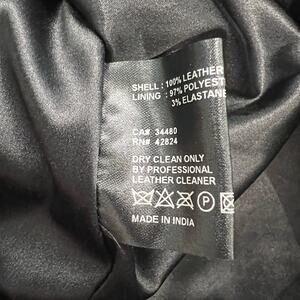 SHELL : 100% LEATHER
LINING : 97% POLYEST
3% ELASTANE
CA# 34480
RN# 42824
DRY CLEAN ONLY
BY PROFESSIONAL
LEATHER CLEANER
P
MADE IN INDIA